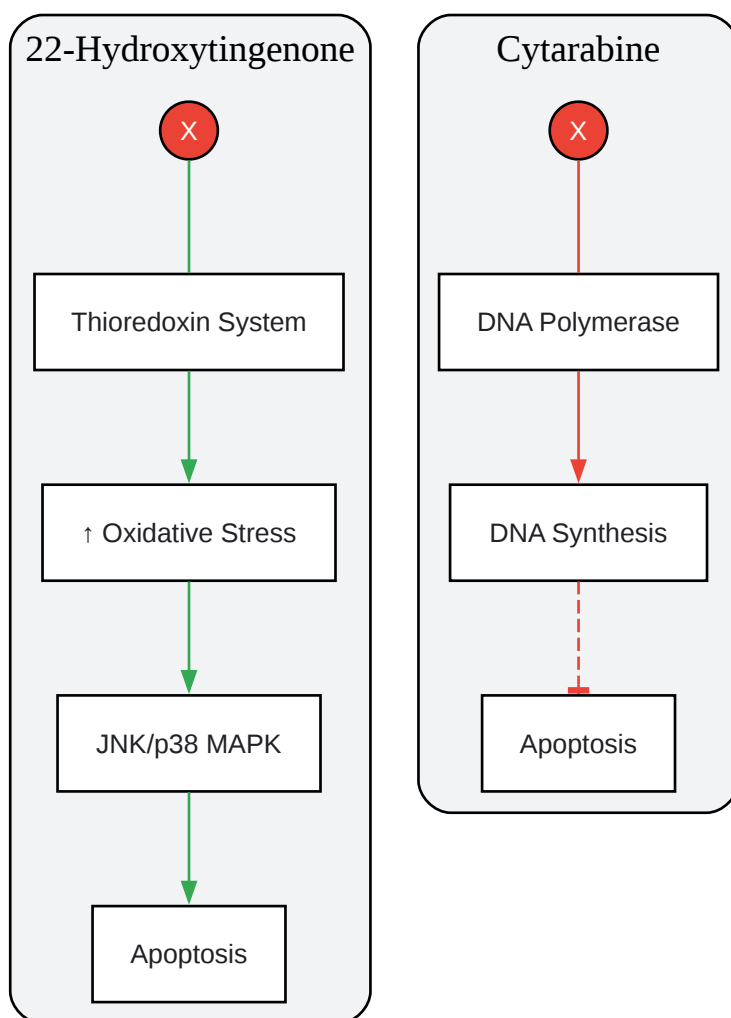 22-Hydroxytingenone
X
Thioredoxin System
↑ Oxidative Stress
JNK/p38 MAPK
Apoptosis
Cytarabine
X
DNA Polymerase
DNA Synthesis
Apoptosis